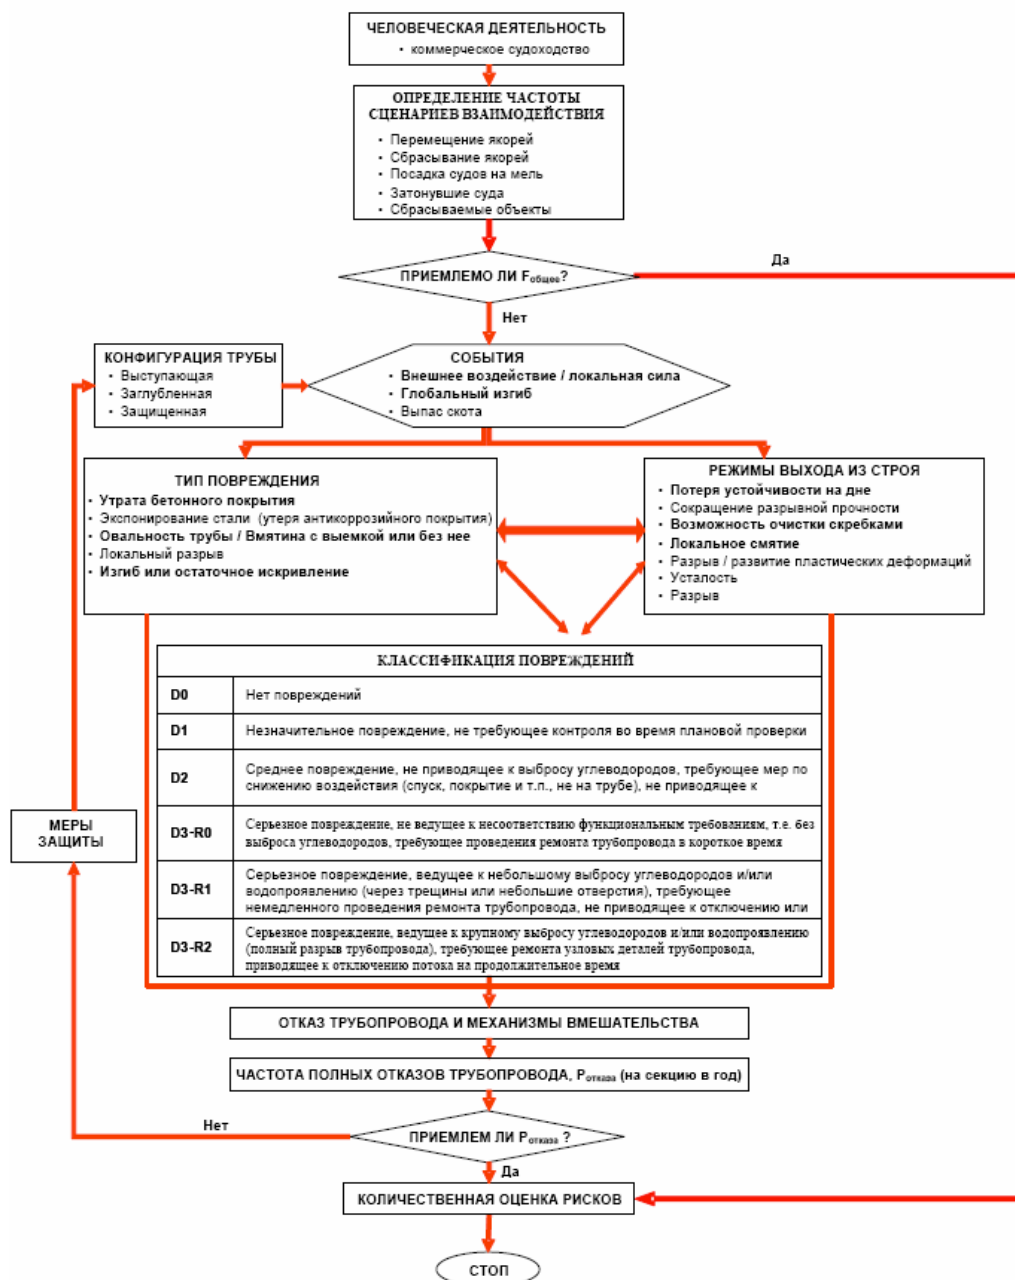 ЧЕЛОВЕЧЕСКАЯ ДЕЯТЕЛЬНОСТЬ
• коммерческое судоходство
ОПРЕДЕЛЕНИЕ ЧАСТОТЫ
СЦЕНАРИЕВ ВЗАИМОДЕЙСТВИЯ
• Перемещение якорей
• Сбрасывание якорей
• Посадка судов на мель
• Затонувшие суда
• Сбрасываемые объекты
Да
ПРИЕМЛЕМО ЛИ Fобщее?
Нет
КОНФИГУРАЦИЯ ТРУБЫ
• Выступающая
• Заглубленная
• Защищенная
СОБЫТИЯ
• Внешнее воздействие / локальная сила
• Глобальный изгиб
• Выпас скота
ТИП ПОВРЕЖДЕНИЯ
• Утрата бетонного покрытия
• Экспонирование стали (утеря антикоррозийного покрытия)
• Овальность трубы / Вмятина с выемкой или без нее
• Локальный разрыв
• Изгиб или остаточное искривление
РЕЖИМЫ ВЫХОДА ИЗ СТРОЯ
• Потеря устойчивости на дне
• Сокращение разрывной прочности
• Возможность очистки скребками
• Локальное смятие
• Разрыв / развитие пластических деформаций
• Усталость
• Разрыв
КЛАССИФИКАЦИЯ ПОВРЕЖДЕНИЙ
D0 Нет повреждений
D1 Незначительное повреждение, не требующее контроля во время плановой проверки
D2 Среднее повреждение, не приводящее к выбросу углеводородов, требующее мер по
снижению воздействия (спуск, покрытие и т.п., не на трубе), не приводящее к
D3-R0 Серьезное повреждение, не ведущее к несоответствию функциональным требованиям, т.е. без
выброса углеводородов, требующее проведения ремонта трубопровода в короткое время
D3-R1 Серьезное повреждение, ведущее к небольшому выбросу углеводородов и/или
водопроявлению (через трещины или небольшие отверстия), требующее
немедленного проведения ремонта трубопровода, не приводящее к отключению или
D3-R2 Серьезное повреждение, ведущее к крупному выбросу углеводородов и/или водопроявлению
(полный разрыв трубопровода), требующее ремонта узловых деталей трубопровода,
приводящее к отключению потока на продолжительное время
МЕРЫ
ЗАЩИТЫ
ОТКАЗ ТРУБОПРОВОДА И МЕХАНИЗМЫ ВМЕШАТЕЛЬСТВА
ЧАСТОТА ПОЛНЫХ ОТКАЗОВ ТРУБОПРОВОДА, Pотказа (на секцию в год)
Нет
ПРИЕМЛЕМ ЛИ Pотказа ?
Да
КОЛИЧЕСТВЕННАЯ ОЦЕНКА РИСКОВ
СТОП